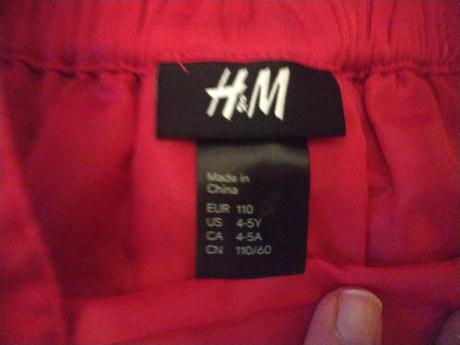 H&M
Made in
China
EUR 110
US 4-5Y
CA 4-5A
CN 110/60